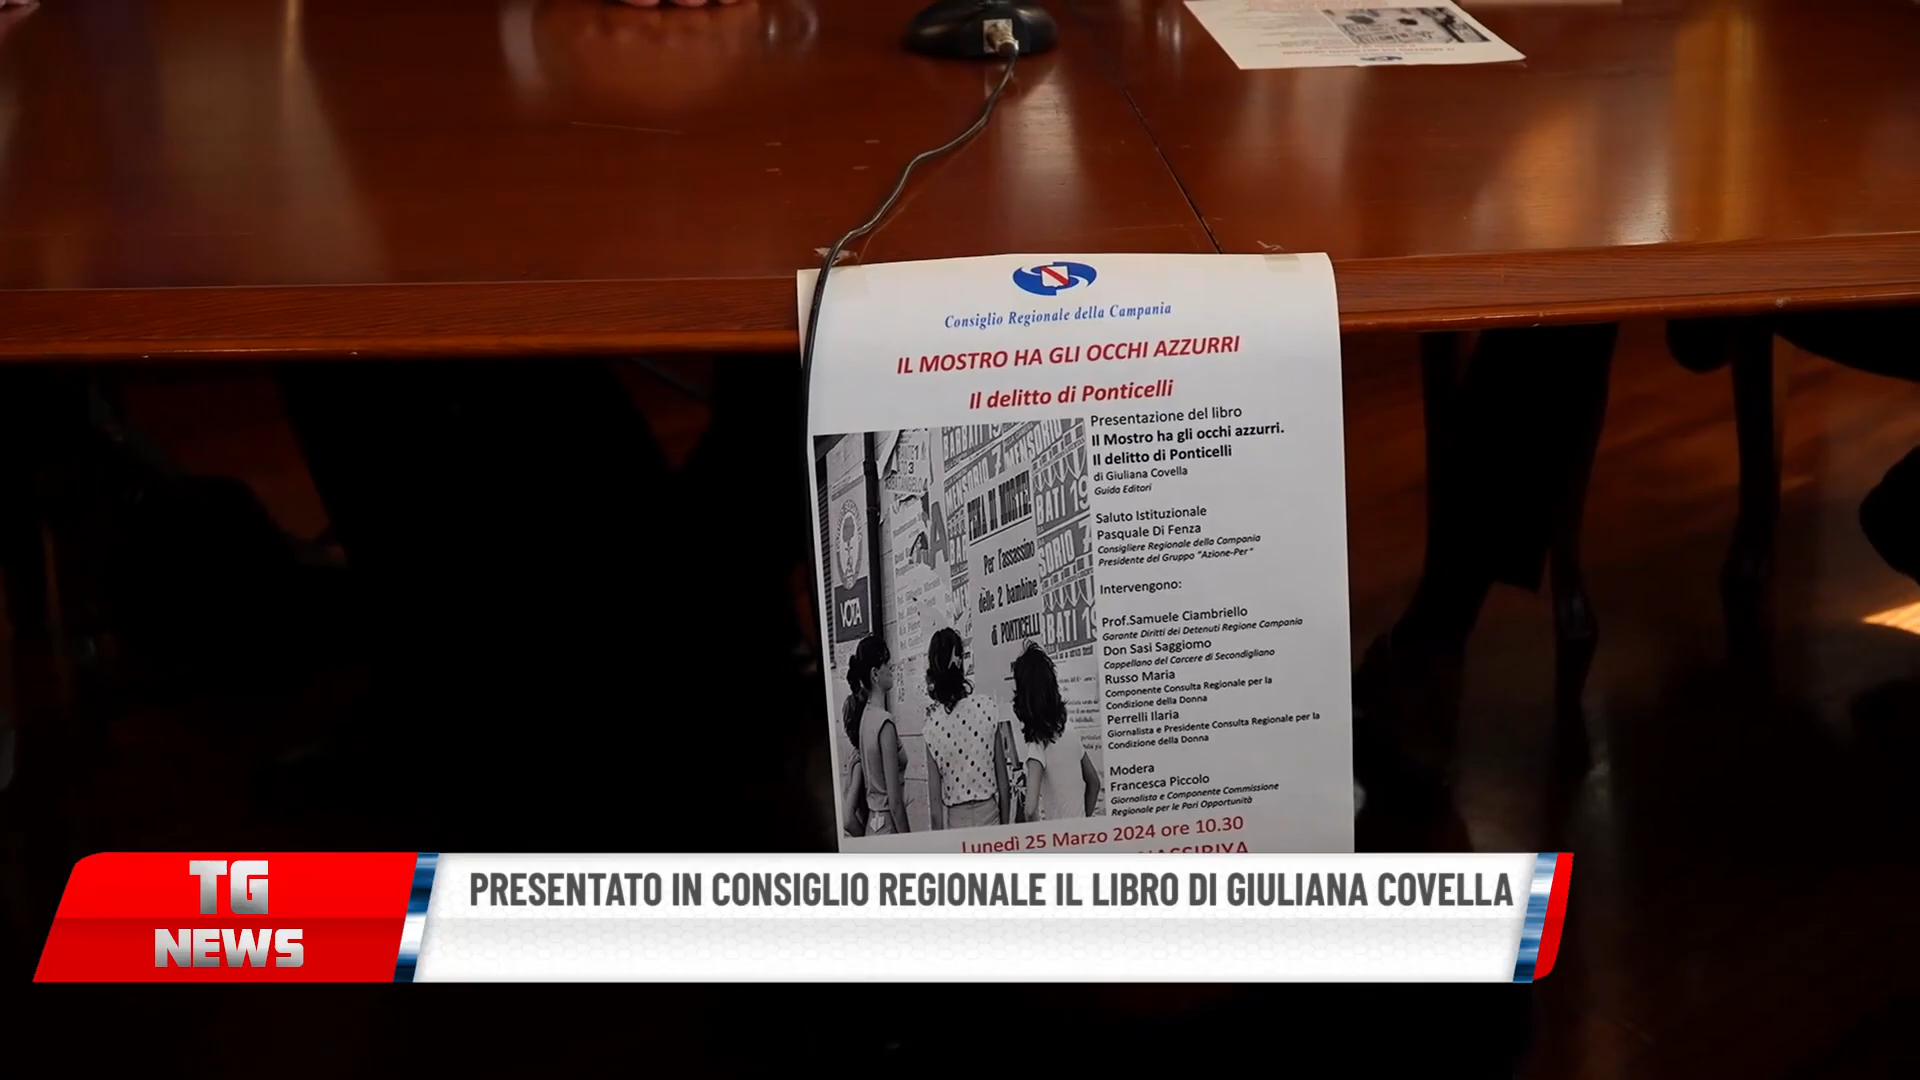 Consiglio Regionale della Campania
IL MOSTRO HA GLI OCCHI AZZURRI
Il delitto di Ponticelli
Presentazione del libro
Il Mostro ha gli occhi azzurri.
Il delitto di Ponticelli
di Giuliana Covella
Guida Editori
Saluto Istituzionale
Pasquale Di Fenza
Consigliere Regionale della Campania
Presidente del Gruppo "Azione-Per"
Intervengono:
Prof.Samuele Ciambriello
Garante Diritti dei Detenuti Regione Campania
Don Sasi Saggiomo
Cappellano del Carcere di Secondigliano
Russo Maria
Componente Consulta Regionale per la
Condizione della Donna
Perrelli Ilaria
Giornalista e Presidente Consulta Regionale per la
Condizione della Donna
Modera
Francesca Piccolo
Giornalista e Componente Commissione
Regionale per le Pari Opportunità
Lunedì 25 Marzo 2024 ore 10.30
PENA DI MORTE
Per l'assassino
delle 2 bambine
di PONTICELLI
VOTA
TG
NEWS
PRESENTATO IN CONSIGLIO REGIONALE IL LIBRO DI GIULIANA COVELLA